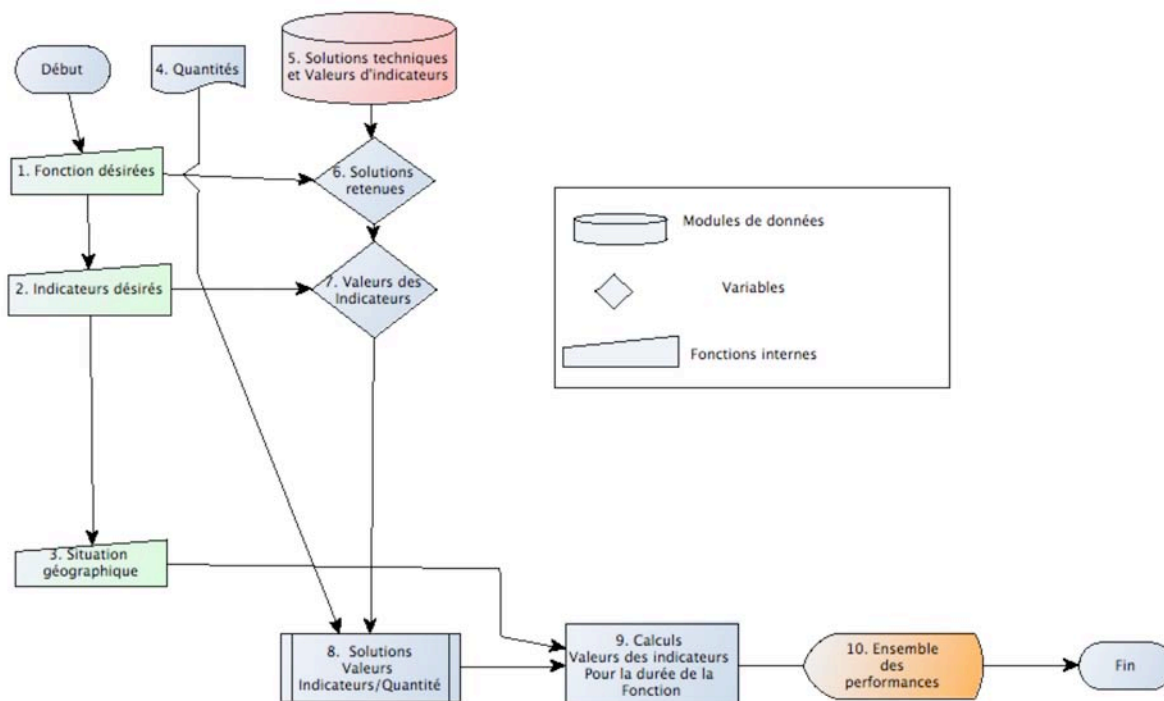 Début
4. Quantités
5. Solutions techniques
et Valeurs d'indicateurs
1. Fonction désirées
6. Solutions
retenues
2. Indicateurs désirés
7. Valeurs des
Indicateurs
Modules de données
Variables
Fonctions internes
3. Situation
géographique
8. Solutions
Valeurs
Indicateurs/Quantité
9. Calculs
Valeurs des indicateurs
Pour la durée de la
Fonction
10. Ensemble
des
performances
Fin